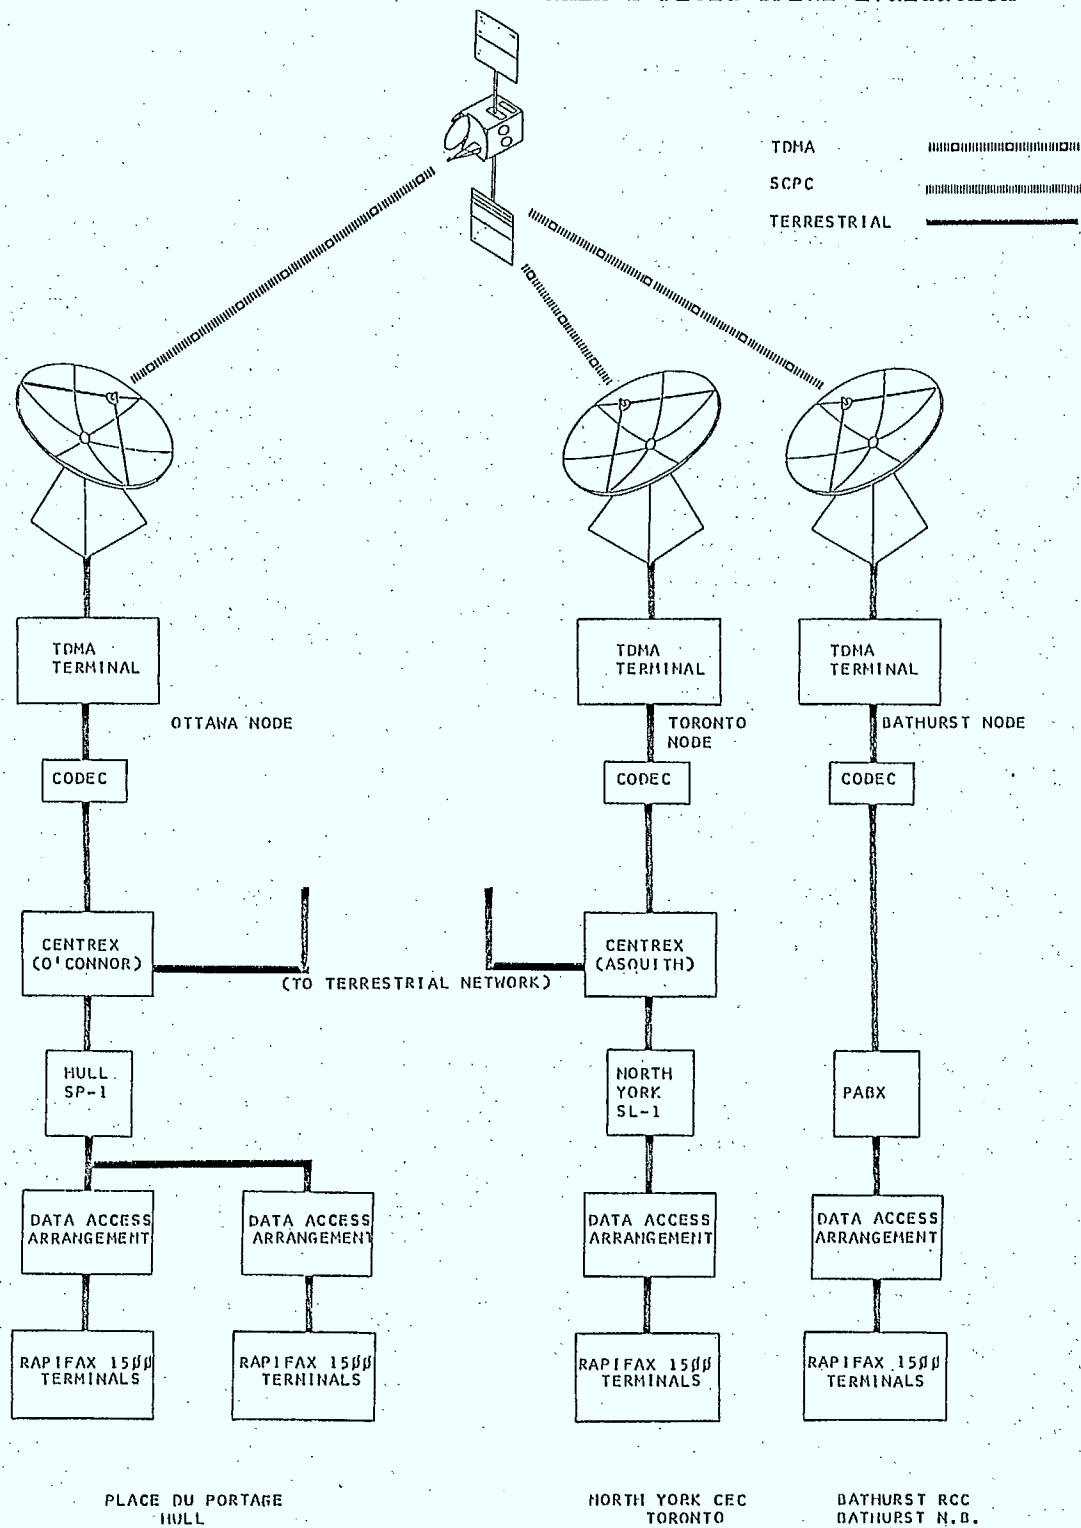 TDMA
SCPC
TERRESTRIAL
TDMA
TERMINAL
TDMA
TERMINAL
TDMA
TERMINAL
OTTAWA NODE
TORONTO
NODE
BATHURST NODE
CODEC
CODEC
CODEC
CENTREX
(O'CONNOR)
CENTREX
(ASQUITH)
(TO TERRESTRIAL NETWORK)
HULL
SP-1
NORTH
YORK
SL-1
PABX
DATA ACCESS
ARRANGEMENT
DATA ACCESS
ARRANGEMENT
DATA ACCESS
ARRANGEMENT
DATA ACCESS
ARRANGEMENT
RAPIFAX 1500
TERMINALS
RAPIFAX 1500
TERMINALS
RAPIFAX 1500
TERMINALS
RAPIFAX 1500
TERMINALS
PLACE DU PORTAGE
HULL
NORTH YORK CEC
TORONTO
BATHURST RCC
BATHURST N.B.